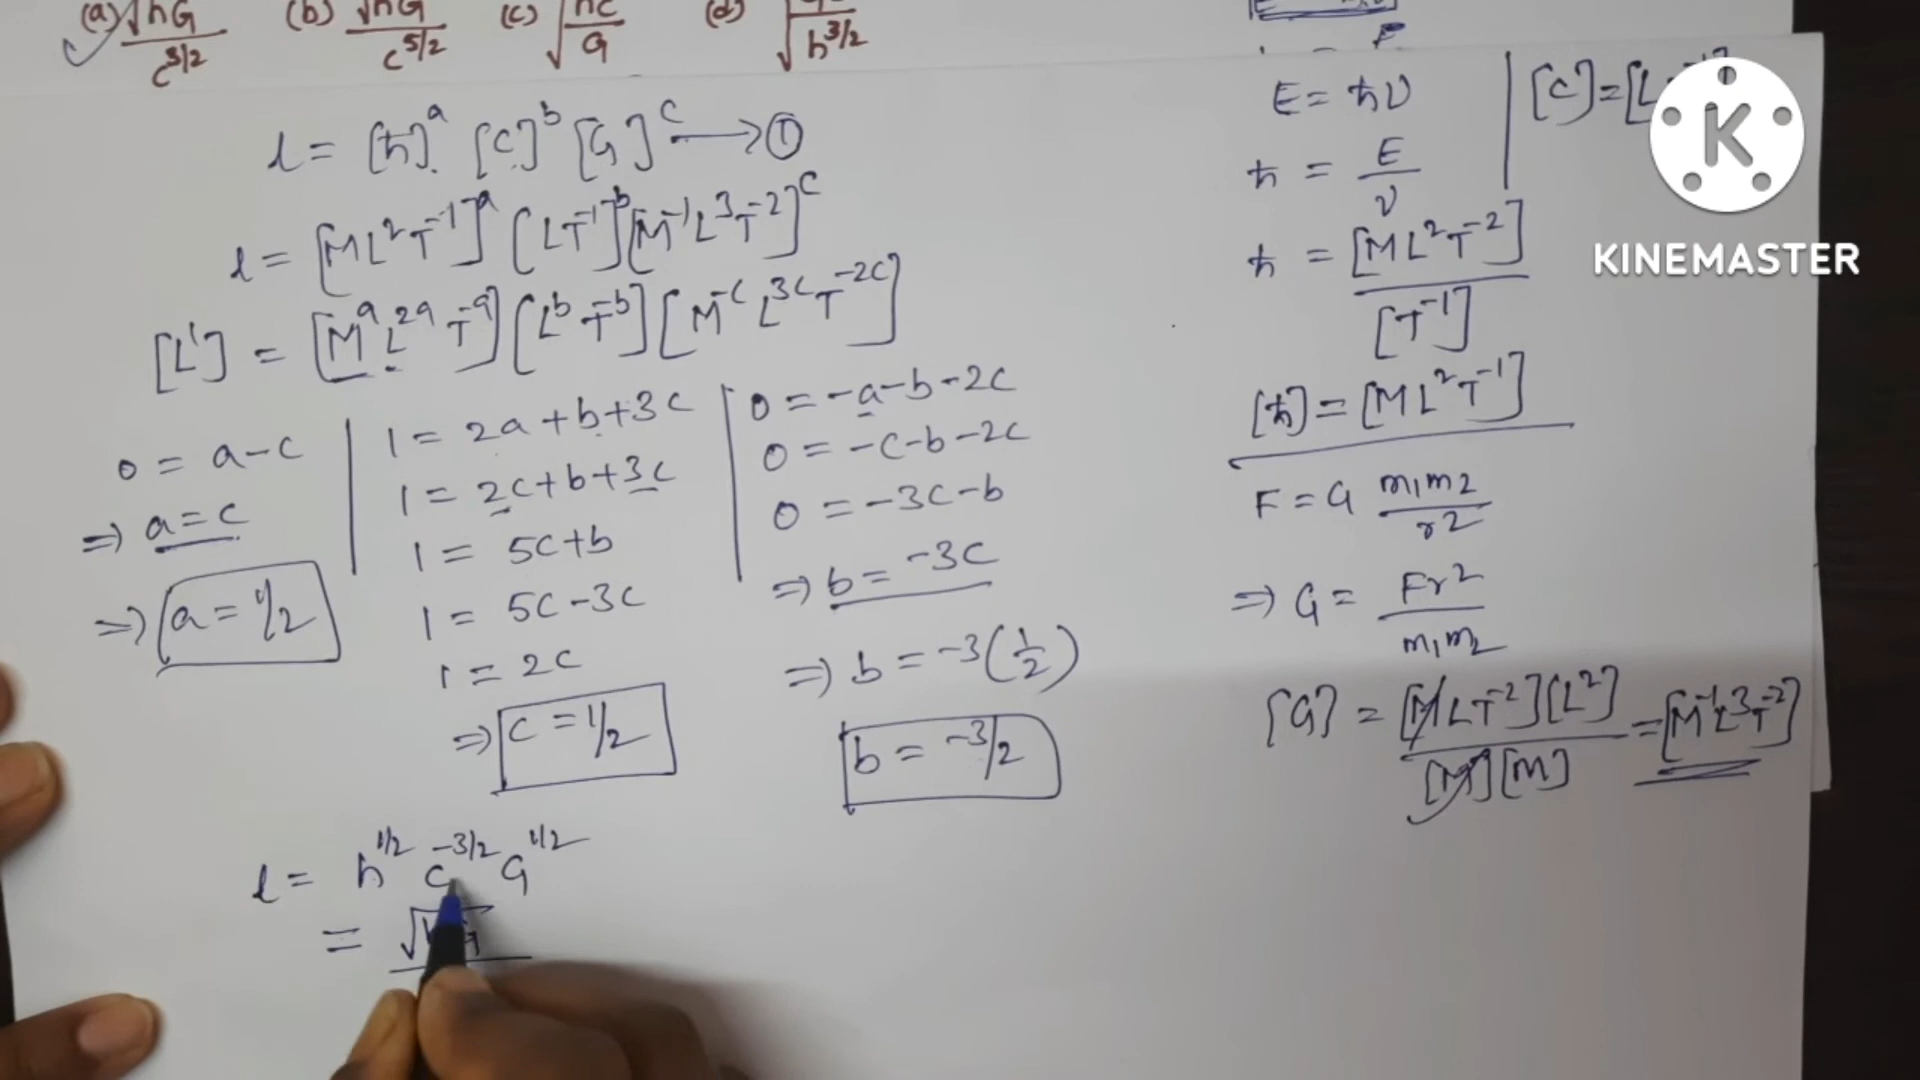 (a) √hG / c^3/2 (b) √hG / c^5/2 (c) √hc / G (d) √ h^3/2
l = [ħ]^a [C]^b [G]^c → ①
l = [ML²T⁻¹]^a [LT⁻¹]^b [M⁻¹L³T⁻²]^c
[L¹] = [M^a L^2a T^-a] [L^b T^-b] [M^-c L^3c T^-2c]
0 = a-c
⇒ a=c
⇒ a = 1/2
1 = 2a+b+3c
1 = 2c+b+3c
1 = 5c+b
1 = 5c-3c
1 = 2c
⇒ c = 1/2
0 = -a-b-2c
0 = -c-b-2c
0 = -3c-b
⇒ b = -3c
⇒ b = -3(1/2)
b = -3/2
l = h^1/2 c^-3/2 G^1/2
E = ħν
ħ = E / ν
ħ = [ML²T⁻²] / [T⁻¹]
[ħ] = [ML²T⁻¹]
F = G m₁m₂ / r²
⇒ G = Fr² / m₁m₂
[G] = [MLT⁻²][L²] / [M][M] = [M⁻¹L³T⁻²]
[C] = [L
K
KINEMASTER